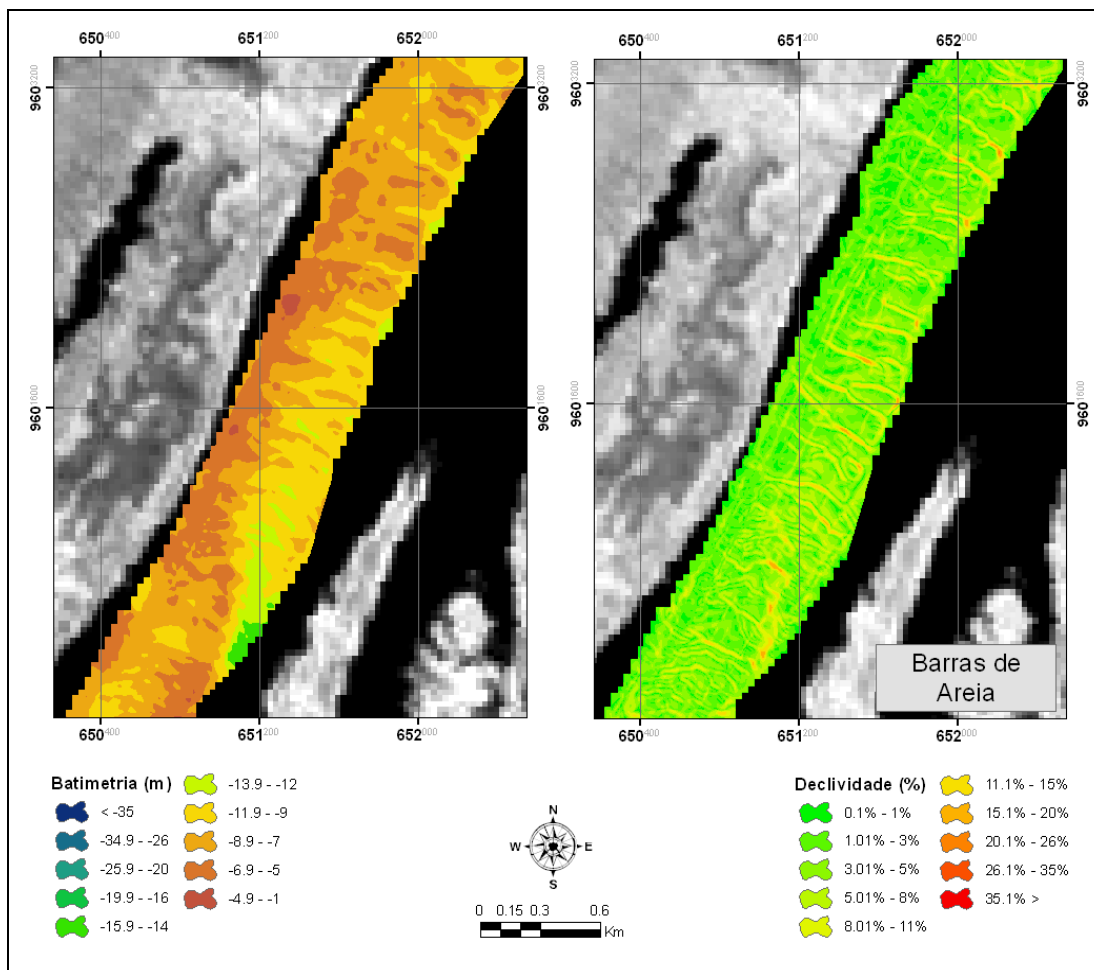 650400 651200 652000
650400 651200 652000
9603200
9603200
9603200
9603200
9601600
9601600
9601600
9601600
Barras de
Areia
650400 651200 652000
650400 651200 652000
Batimetria (m)
< -35
-34.9 - -26
-25.9 - -20
-19.9 - -16
-15.9 - -14
-13.9 - -12
-11.9 - -9
-8.9 - -7
-6.9 - -5
-4.9 - -1
N
W E
S
0 0.15 0.3 0.6
Km
Declividade (%)
0.1% - 1%
1.01% - 3%
3.01% - 5%
5.01% - 8%
8.01% - 11%
11.1% - 15%
15.1% - 20%
20.1% - 26%
26.1% - 35%
35.1% >